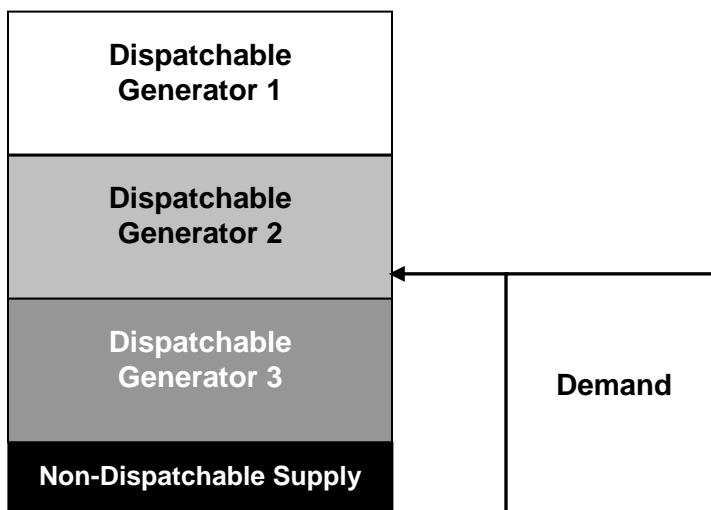 Dispatchable
Generator 1
Dispatchable
Generator 2
Dispatchable
Generator 3
Demand
Non-Dispatchable Supply